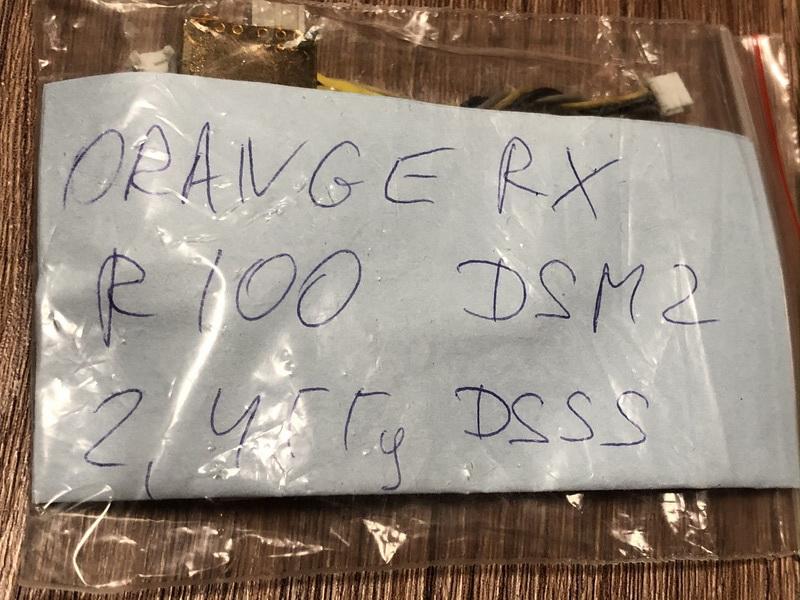 ORANGE RX
R100 DSM2
2,4ГГц DSSS